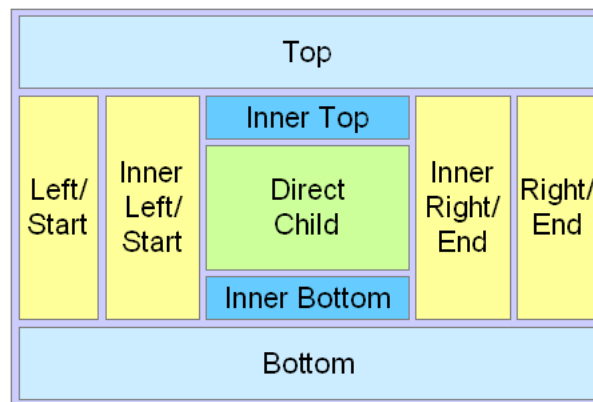 Top
Left/
Start
Inner
Left/
Start
Inner Top
Direct
Child
Inner Bottom
Inner
Right/
End
Right/
End
Bottom